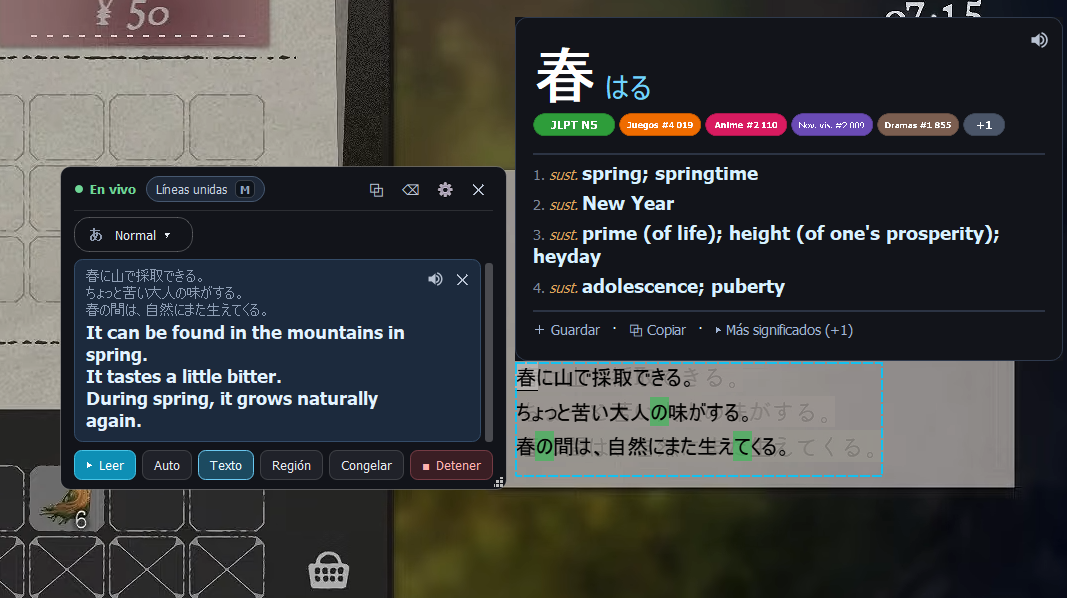 ¥ 50
07:15
春 はる
JLPT N5
Juegos #4 019
Anime #2 110
Nov. vis. #2 009
Dramas #1 855
+1
1. sust. spring; springtime
2. sust. New Year
3. sust. prime (of life); height (of one's prosperity);
heyday
4. sust. adolescence; puberty
+ Guardar · Copiar · ▸ Más significados (+1)
En vivo
Líneas unidas M
あ Normal ▾
春に山で採取できる。
ちょっと苦い大人の味がする。
春の間は、自然にまた生えてくる。
It can be found in the mountains in
spring.
It tastes a little bitter.
During spring, it grows naturally
again.
Leer
Auto
Texto
Región
Congelar
Detener
春に山で採取できる。
ちょっと苦い大人の味がする。
春の間は、自然にまた生えてくる。
6